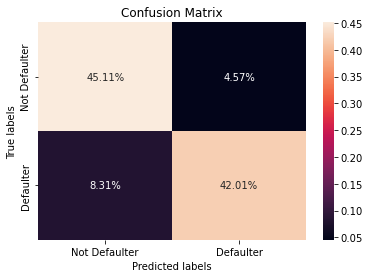 Confusion Matrix
True labels
Not Defaulter
Defaulter
45.11%
4.57%
8.31%
42.01%
Not Defaulter
Defaulter
Predicted labels
0.45
0.40
0.35
0.30
0.25
0.20
0.15
0.10
0.05